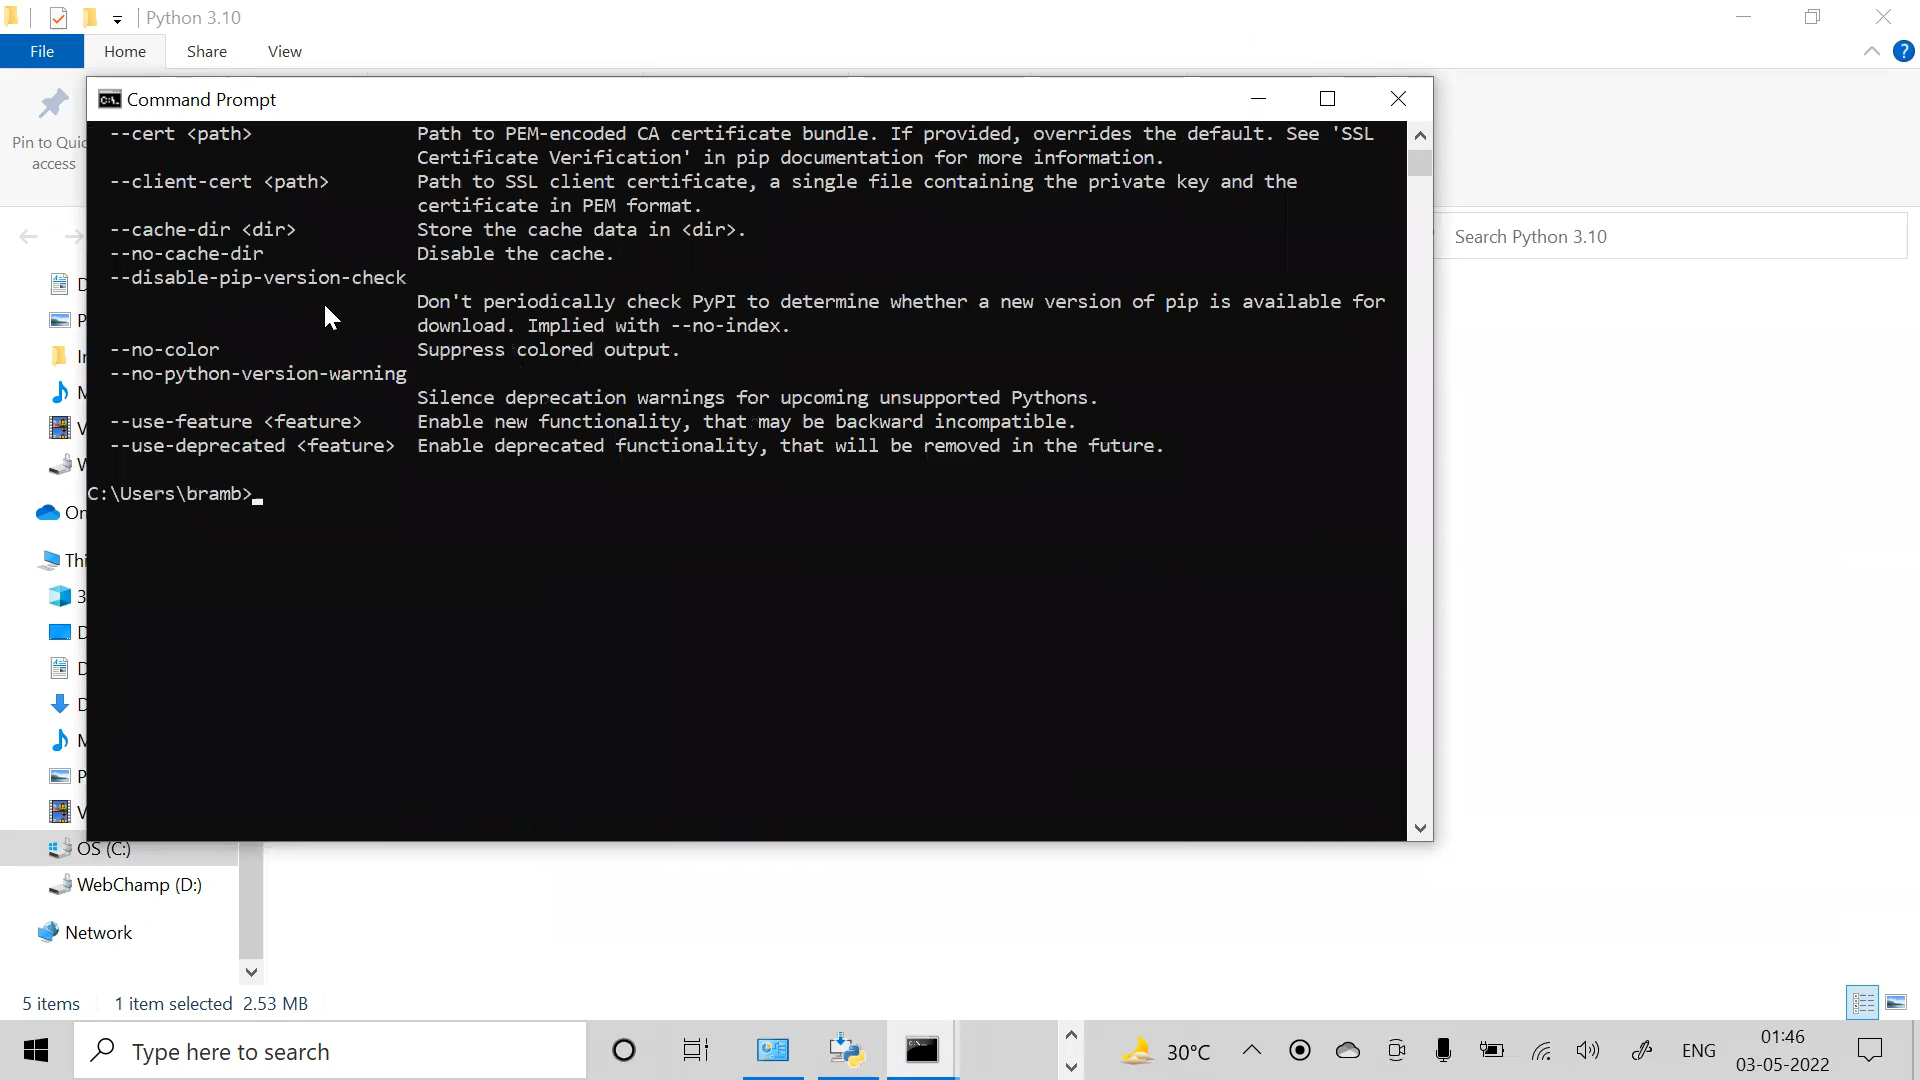 Python 3.10
File
Home
Share
View
Pin to Quic
access
Command Prompt
--cert <path> Path to PEM-encoded CA certificate bundle. If provided, overrides the default. See 'SSL
Certificate Verification' in pip documentation for more information.
--client-cert <path> Path to SSL client certificate, a single file containing the private key and the
certificate in PEM format.
--cache-dir <dir> Store the cache data in <dir>.
--no-cache-dir Disable the cache.
--disable-pip-version-check
Don't periodically check PyPI to determine whether a new version of pip is available for
download. Implied with --no-index.
--no-color Suppress colored output.
--no-python-version-warning
Silence deprecation warnings for upcoming unsupported Pythons.
--use-feature <feature> Enable new functionality, that may be backward incompatible.
--use-deprecated <feature> Enable deprecated functionality, that will be removed in the future.
C:\Users\bramb>
Search Python 3.10
On
Thi
OS (C:)
WebChamp (D:)
Network
5 items 1 item selected 2.53 MB
Type here to search
30°C
ENG
01:46
03-05-2022